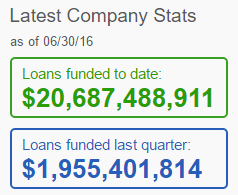 Latest Company Stats
as of 06/30/16
Loans funded to date:
$20,687,488,911
Loans funded last quarter:
$1,955,401,814